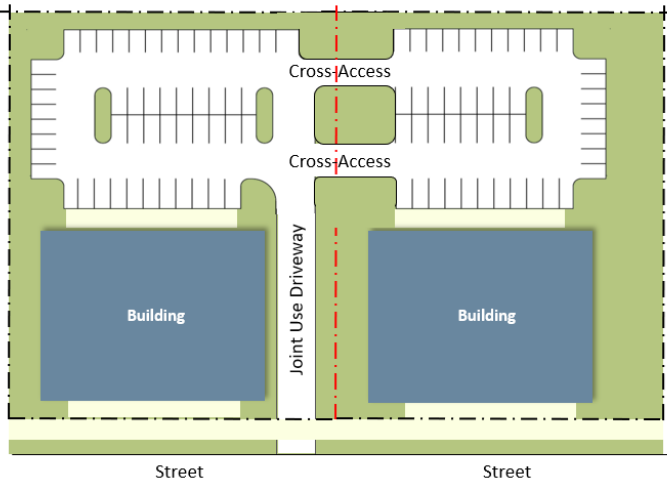 Cross-Access
Cross-Access
Joint Use Driveway
Building
Building
Street
Street